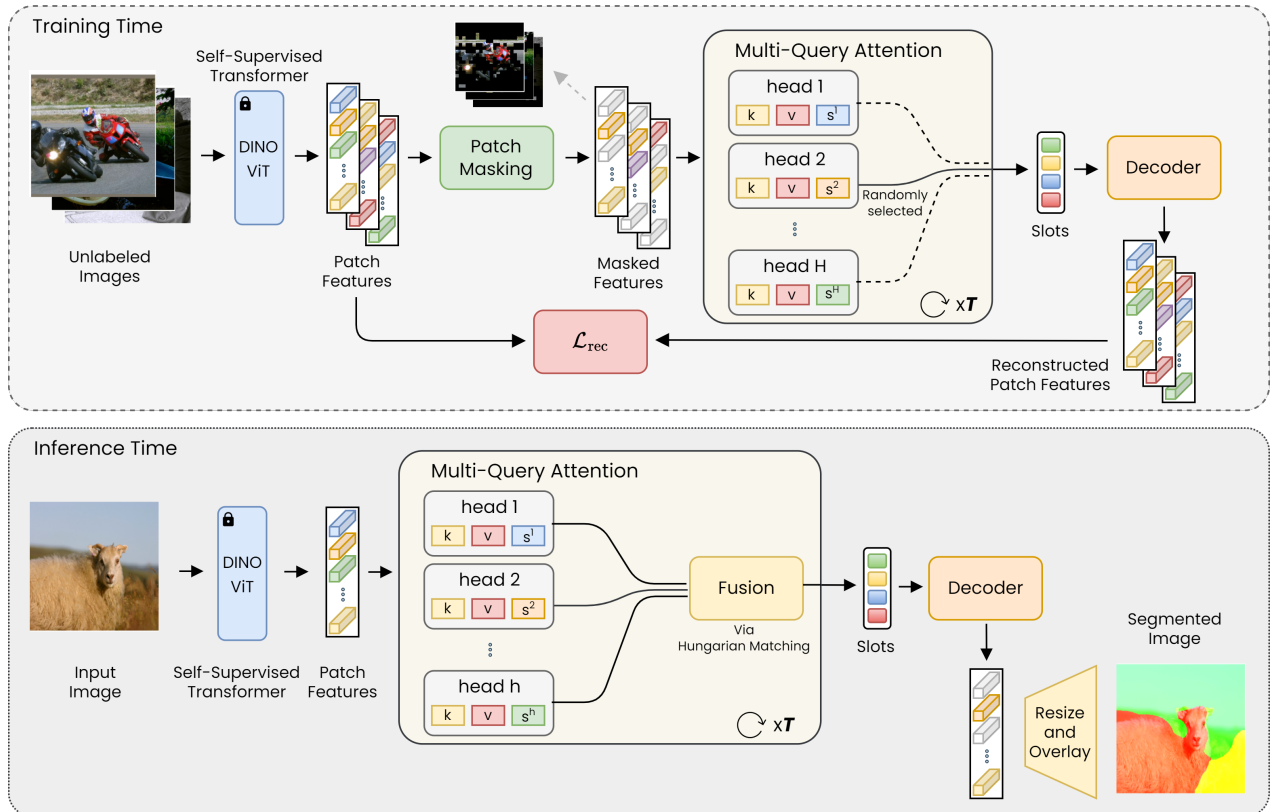 Training Time
Self-Supervised
Transformer
DINO
ViT
Unlabeled
Images
Patch
Features
Patch
Masking
Masked
Features
Multi-Query Attention
head 1
k v s¹
head 2
k v s²
head H
k v sᴴ
Randomly
selected
xT
Slots
Decoder
Reconstructed
Patch Features
ℒrec
Inference Time
Input
Image
DINO
ViT
Self-Supervised
Transformer
Patch
Features
Multi-Query Attention
head 1
k v s¹
head 2
k v s²
head h
k v sʰ
xT
Fusion
Via
Hungarian Matching
Slots
Decoder
Resize
and
Overlay
Segmented
Image